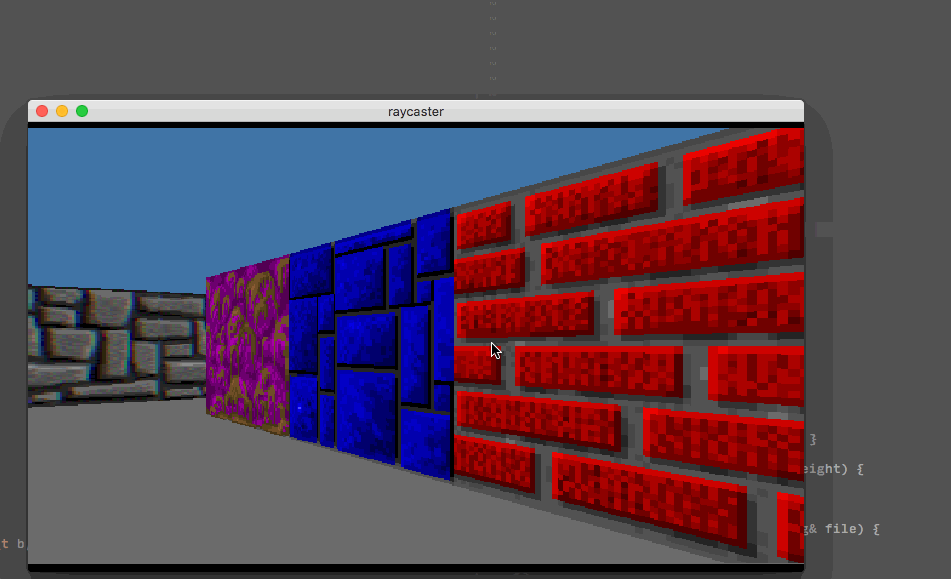 raycaster
}
eight) {
t b
g& file) {